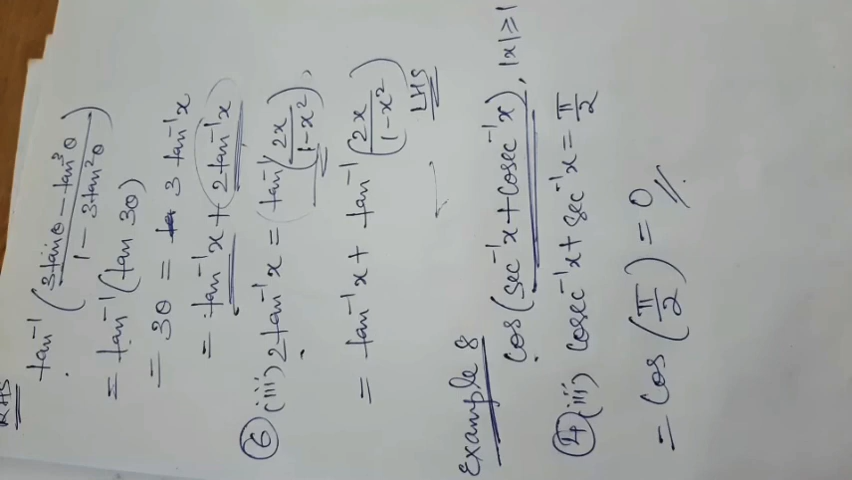 RHS
tan⁻¹ (3tanθ − tan³θ / 1 − 3tan²θ)
= tan⁻¹ (tan 3θ)
= 3θ = 3 tan⁻¹x
= tan⁻¹x + 2tan⁻¹x
⑥ (iii) 2tan⁻¹x = tan⁻¹(2x / 1−x²),
= tan⁻¹x + tan⁻¹ (2x / 1−x²)
LHS
Example 8
cos(sec⁻¹x + cosec⁻¹x), |x| ≥ 1
④ (iii) cosec⁻¹x + sec⁻¹x = π/2
= cos (π/2) = 0 //